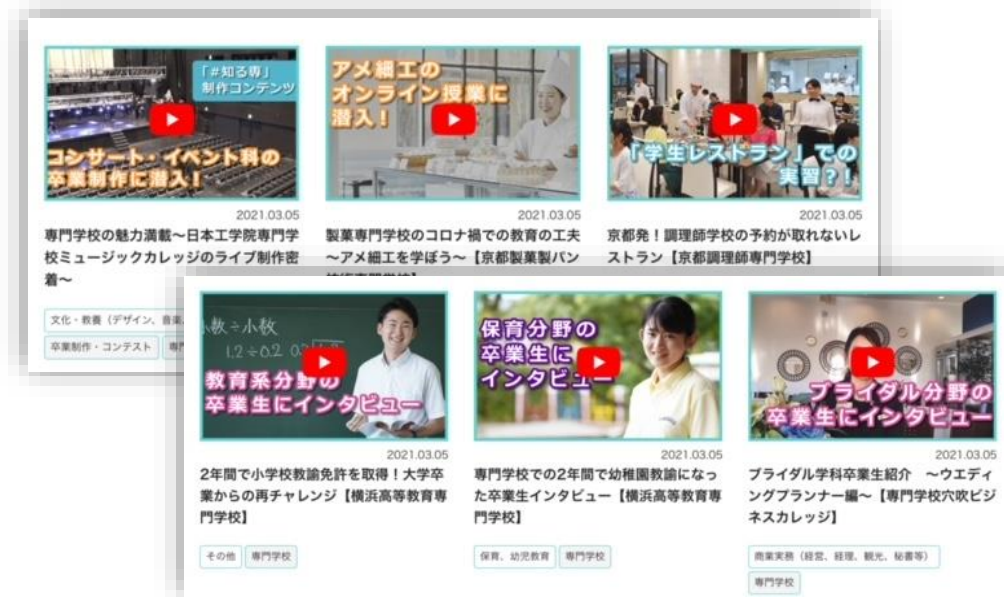 「#知る専」
制作コンテンツ
コンサート・イベント科の
卒業制作に潜入！
2021.03.05
専門学校の魅力満載～日本工学院専門学
校ミュージックカレッジのライブ制作密
着～
文化・教養（デザイン、音楽、
卒業制作・コンテスト
アメ細工の
オンライン授業に
潜入！
2021.03.05
製菓専門学校のコロナ禍での教育の工夫
～アメ細工を学ぼう～【京都製菓製パン
「学生レストラン」での
実習？！
2021.03.05
京都発！調理師学校の予約が取れないレ
ストラン【京都調理師専門学校】
小数÷小数
1.2÷0.2
教育系分野の
卒業生にインタビュー
2021.03.05
2年間で小学校教諭免許を取得！大学卒
業からの再チャレンジ【横浜高等教育専
門学校】
その他 専門学校
保育分野の
卒業生に
インタビュー
2021.03.05
専門学校での2年間で幼稚園教諭になっ
た卒業生インタビュー【横浜高等教育専
門学校】
保育、幼児教育 専門学校
ブライダル分野の
卒業生にインタビュー
2021.03.05
ブライダル学科卒業生紹介　～ウエディ
ングプランナー編～【専門学校穴吹ビジ
ネスカレッジ】
商業実務（経営、経理、観光、秘書等）
専門学校